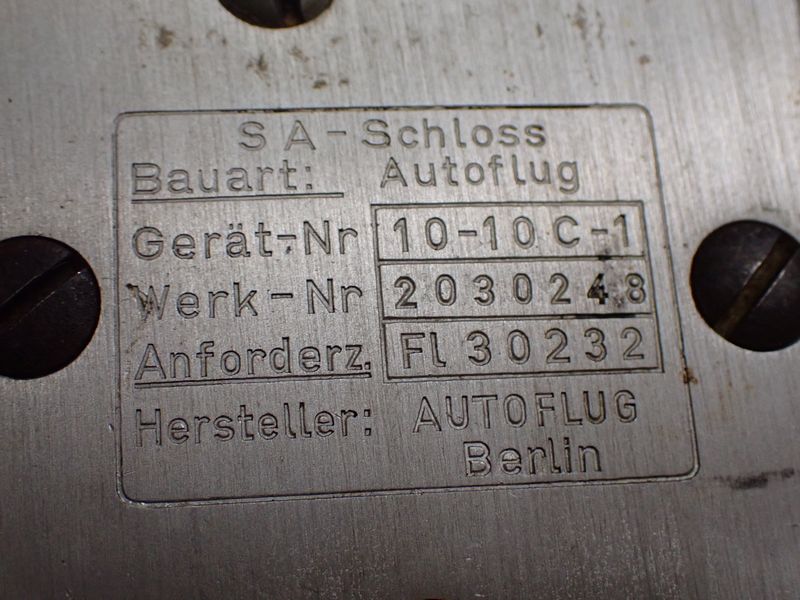 SA-Schloss
Bauart: Autoflug
Gerät-Nr 10-10C-1
Werk-Nr 2030248
Anforderz. Fl 30232
Hersteller: AUTOFLUG
Berlin